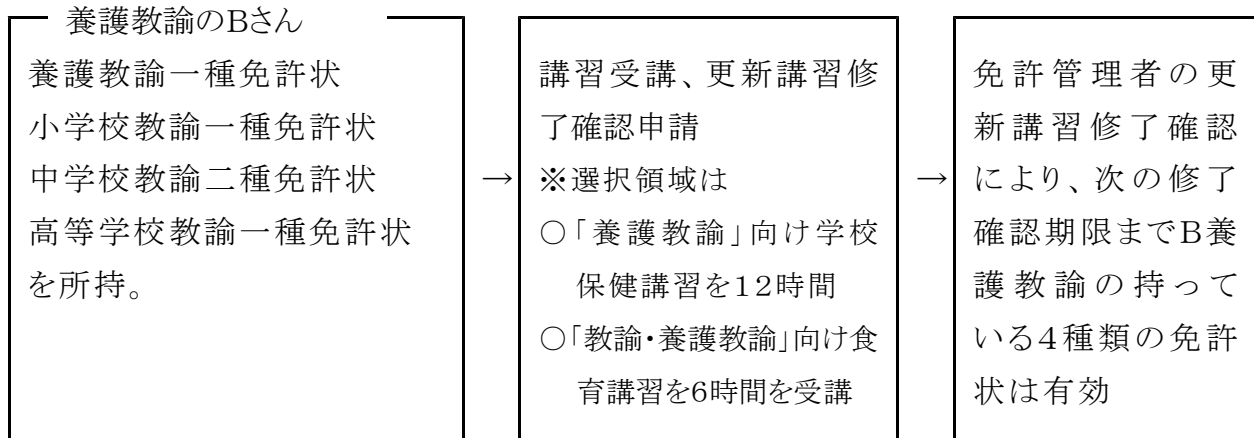 養護教諭のBさん
養護教諭一種免許状
小学校教諭一種免許状
中学校教諭二種免許状
高等学校教諭一種免許状
を所持。
→
講習受講、更新講習修
了確認申請
※選択領域は
○「養護教諭」向け学校
保健講習を12時間
○「教諭・養護教諭」向け食
育講習を6時間を受講
→
免許管理者の更
新講習修了確認
により、次の修了
確認期限までB養
護教諭の持って
いる4種類の免許
状は有効